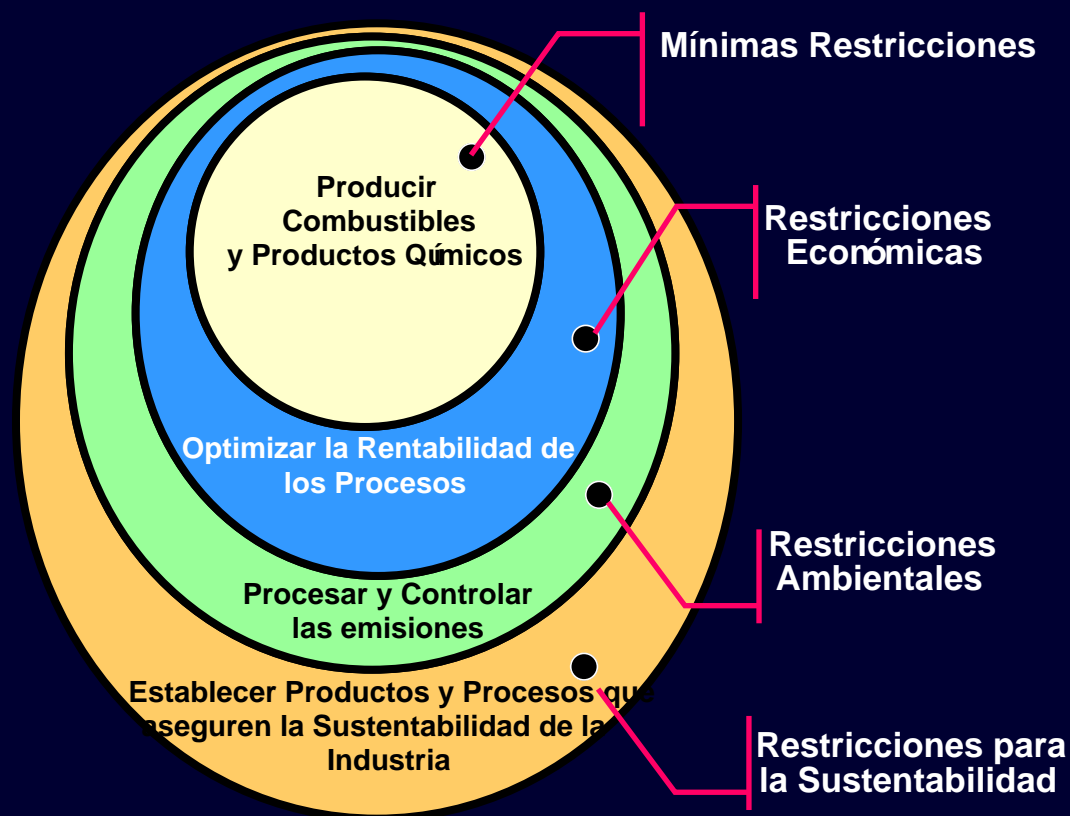 Mínimas Restricciones
Producir
Combustibles
y Productos Químicos
Restricciones
Económicas
Optimizar la Rentabilidad de
los Procesos
Restricciones
Ambientales
Procesar y Controlar
las emisiones
Establecer Productos y Procesos que
aseguren la Sustentabilidad de la
Industria
Restricciones para
la Sustentabilidad